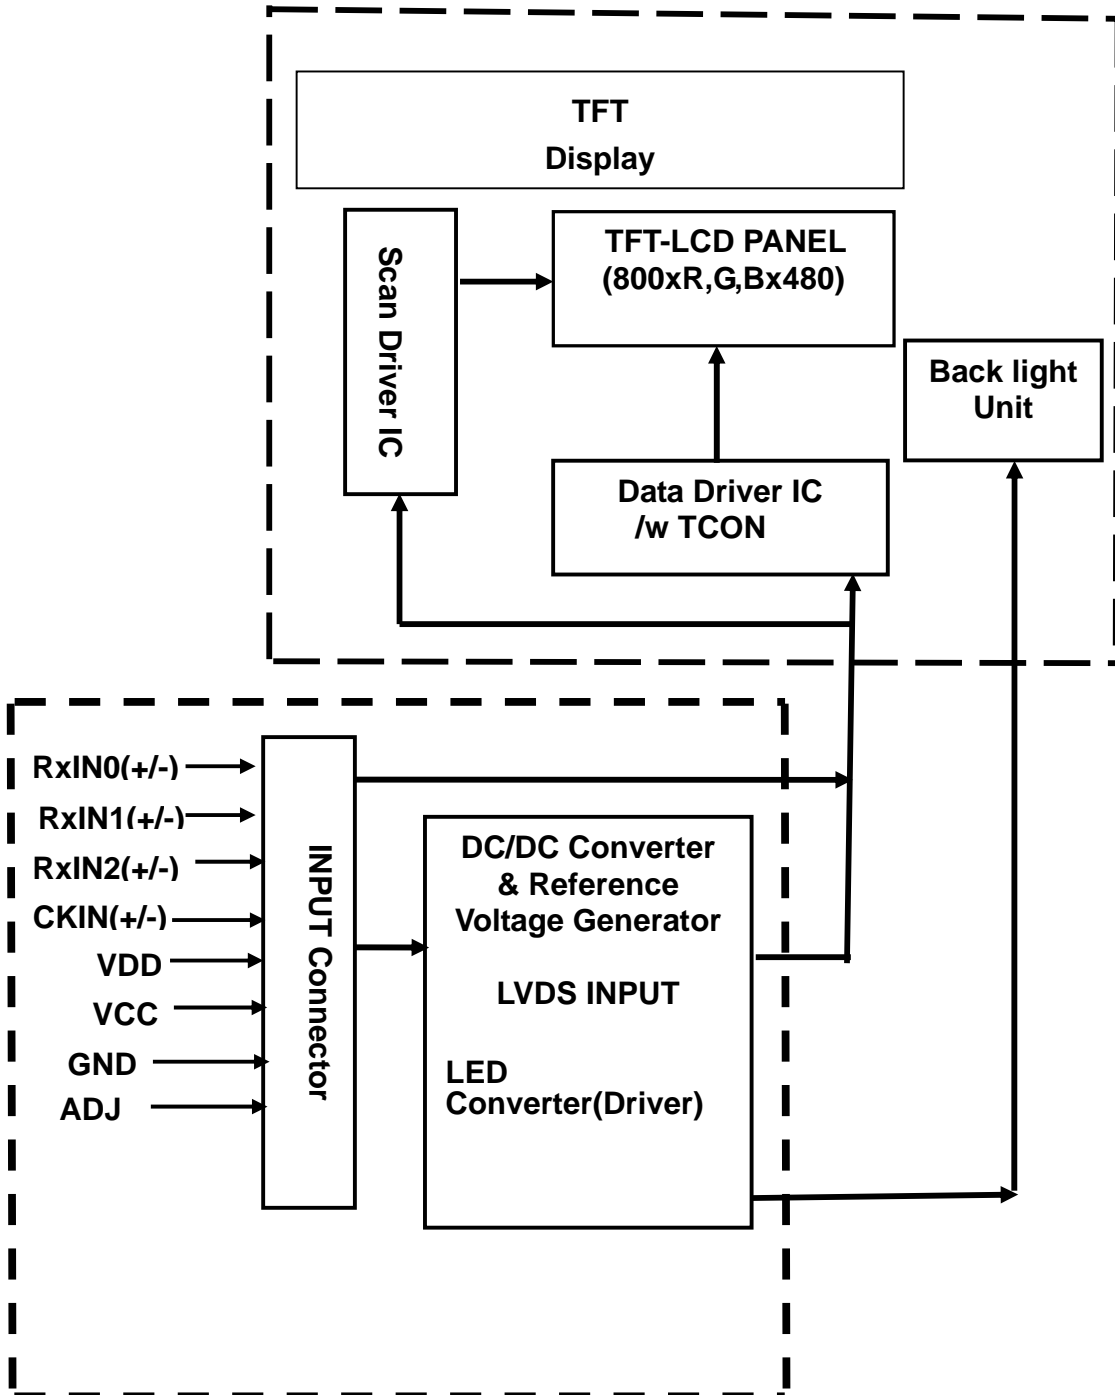 TFT
Display
TFT-LCD PANEL
(800xR,G,Bx480)
Scan Driver IC
Back light
Unit
Data Driver IC
/w TCON
RxIN0(+/-)
RxIN1(+/-)
RxIN2(+/-)
CKIN(+/-)
VDD
VCC
GND
ADJ
INPUT Connector
DC/DC Converter
& Reference
Voltage Generator
LVDS INPUT
LED
Converter(Driver)